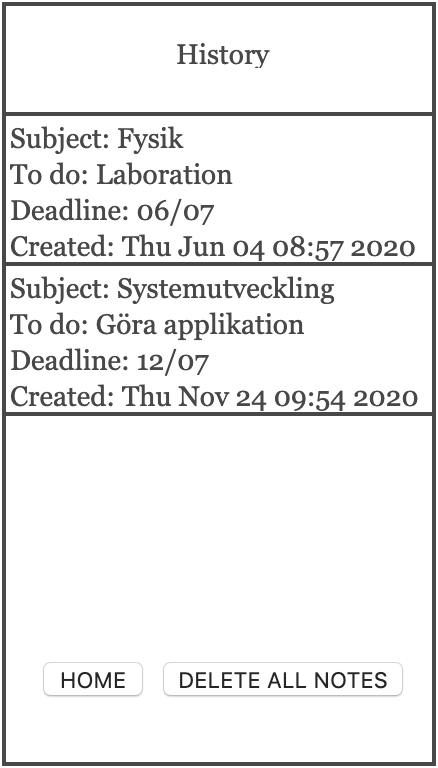 History
Subject: Fysik
To do: Laboration
Deadline: 06/07
Created: Thu Jun 04 08:57 2020
Subject: Systemutveckling
To do: Göra applikation
Deadline: 12/07
Created: Thu Nov 24 09:54 2020
HOME DELETE ALL NOTES